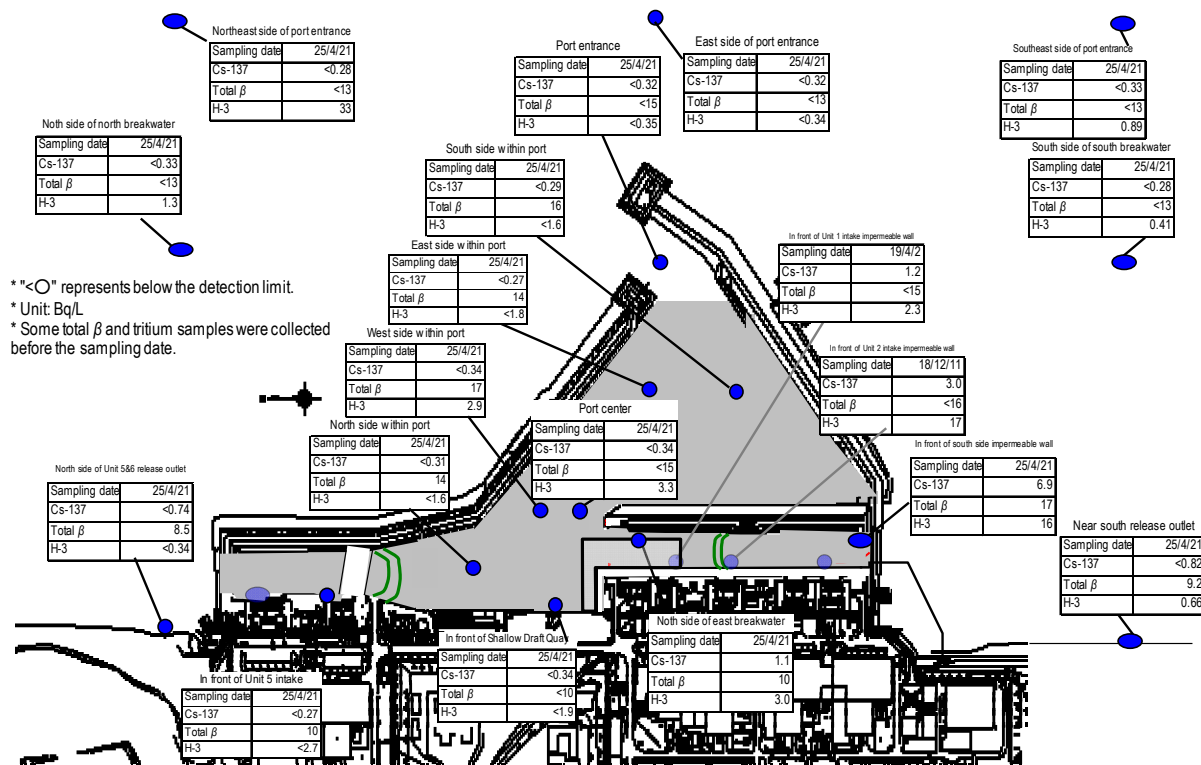 Northeast side of port entrance
Sampling date 25/4/21
Cs-137 <0.28
Total β <13
H-3 33
Port entrance
Sampling date 25/4/21
Cs-137 <0.32
Total β <15
H-3 <0.35
East side of port entrance
Sampling date 25/4/21
Cs-137 <0.32
Total β <13
H-3 <0.34
Southeast side of port entrance
Sampling date 25/4/21
Cs-137 <0.33
Total β <13
H-3 0.89
Noth side of north breakwater
Sampling date 25/4/21
Cs-137 <0.33
Total β <13
H-3 1.3
South side within port
Sampling date 25/4/21
Cs-137 <0.29
Total β 16
H-3 <1.6
South side of south breakwater
Sampling date 25/4/21
Cs-137 <0.28
Total β <13
H-3 0.41
* "<O" represents below the detection limit.
* Unit: Bq/L
* Some total β and tritium samples were collected
before the sampling date.
East side within port
Sampling date 25/4/21
Cs-137 <0.27
Total β 14
H-3 <1.8
In front of Unit 1 intake impermeable wall
Sampling date 19/4/2
Cs-137 1.2
Total β <15
H-3 2.3
West side within port
Sampling date 25/4/21
Cs-137 <0.34
Total β 17
H-3 2.9
In front of Unit 2 intake impermeable wall
Sampling date 18/12/11
Cs-137 3.0
Total β <16
H-3 17
Port center
Sampling date 25/4/21
Cs-137 <0.34
Total β <15
H-3 3.3
North side within port
Sampling date 25/4/21
Cs-137 <0.31
Total β 14
H-3 <1.6
In front of south side impermeable wall
Sampling date 25/4/21
Cs-137 6.9
Total β 17
H-3 16
North side of Unit 5&6 release outlet
Sampling date 25/4/21
Cs-137 <0.74
Total β 8.5
H-3 <0.34
Near south release outlet
Sampling date 25/4/21
Cs-137 <0.82
Total β 9.2
H-3 0.66
Noth side of east breakwater
Sampling date 25/4/21
Cs-137 1.1
Total β 10
H-3 3.0
In front of Shallow Draft Quay
Sampling date 25/4/21
Cs-137 <0.34
Total β <10
H-3 <1.9
In front of Unit 5 intake
Sampling date 25/4/21
Cs-137 <0.27
Total β 10
H-3 <2.7